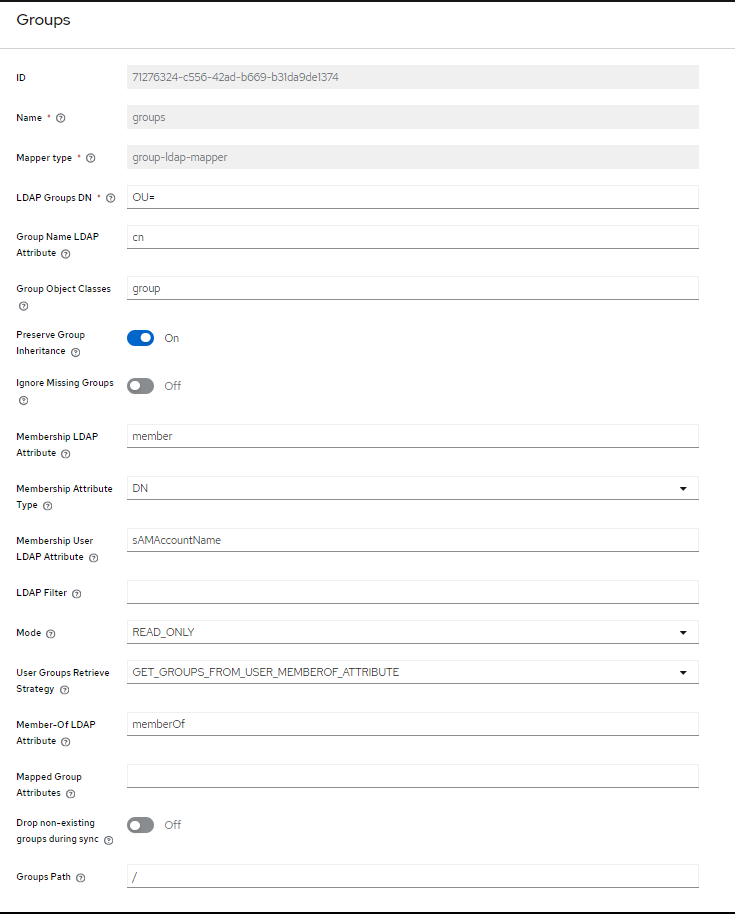 Groups
ID
71276324-c556-42ad-b669-b31da9de1374
Name *
groups
Mapper type *
group-ldap-mapper
LDAP Groups DN *
OU=
Group Name LDAP
Attribute
cn
Group Object Classes
group
Preserve Group
Inheritance
On
Ignore Missing Groups
Off
Membership LDAP
Attribute
member
Membership Attribute
Type
DN
Membership User
LDAP Attribute
sAMAccountName
LDAP Filter
Mode
READ_ONLY
User Groups Retrieve
Strategy
GET_GROUPS_FROM_USER_MEMBEROF_ATTRIBUTE
Member-Of LDAP
Attribute
memberOf
Mapped Group
Attributes
Drop non-existing
groups during sync
Off
Groups Path
/